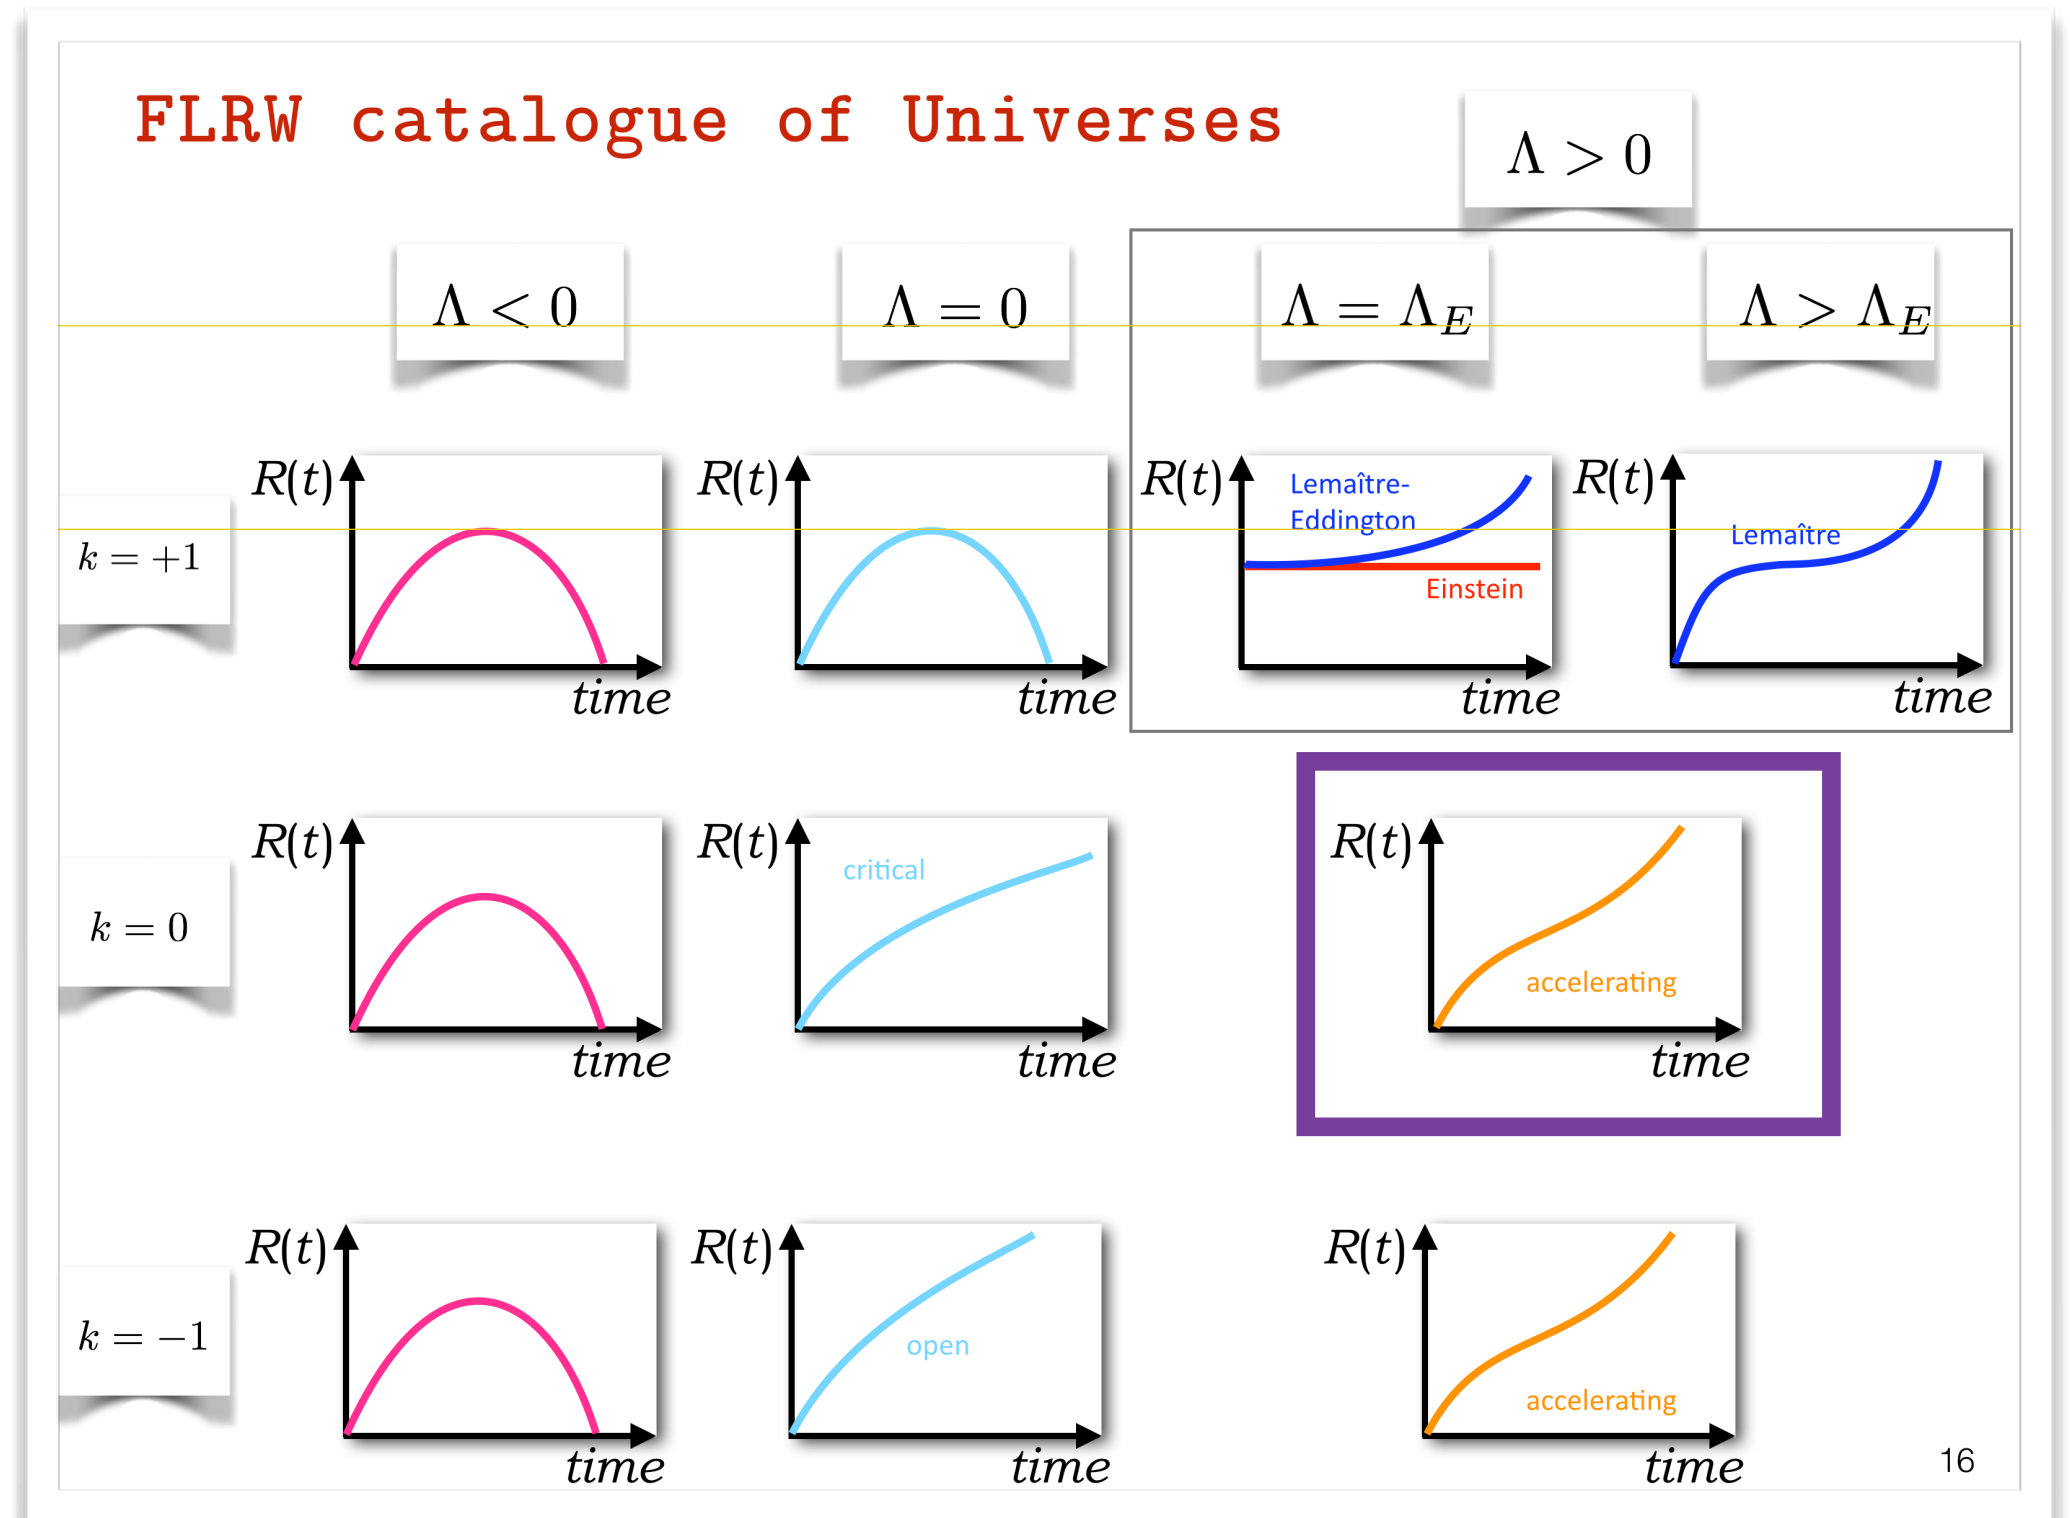 FLRW catalogue of Universes
Λ > 0
Λ < 0
Λ = 0
Λ = Λ_E
Λ > Λ_E
k = +1
R(t)
time
R(t)
time
R(t)
Lemaître-
Eddington
Einstein
time
R(t)
Lemaître
time
k = 0
R(t)
time
R(t)
critical
time
R(t)
accelerating
time
k = −1
R(t)
time
R(t)
open
time
R(t)
accelerating
time
16